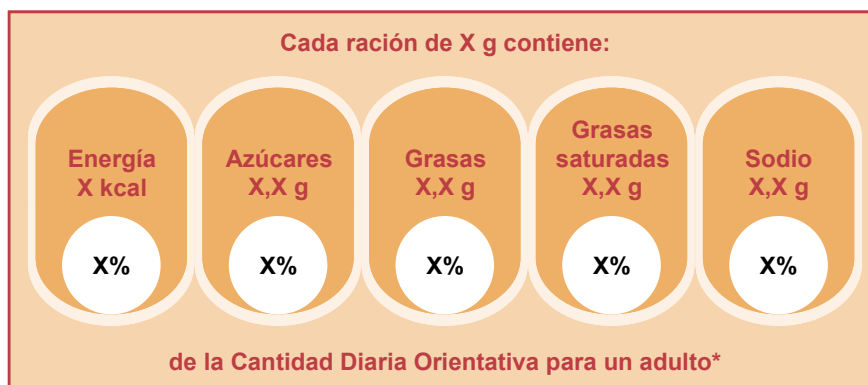 Cada ración de X g contiene:
Energía
X kcal
X%
Azúcares
X,X g
X%
Grasas
X,X g
X%
Grasas
saturadas
X,X g
X%
Sodio
X,X g
X%
de la Cantidad Diaria Orientativa para un adulto*